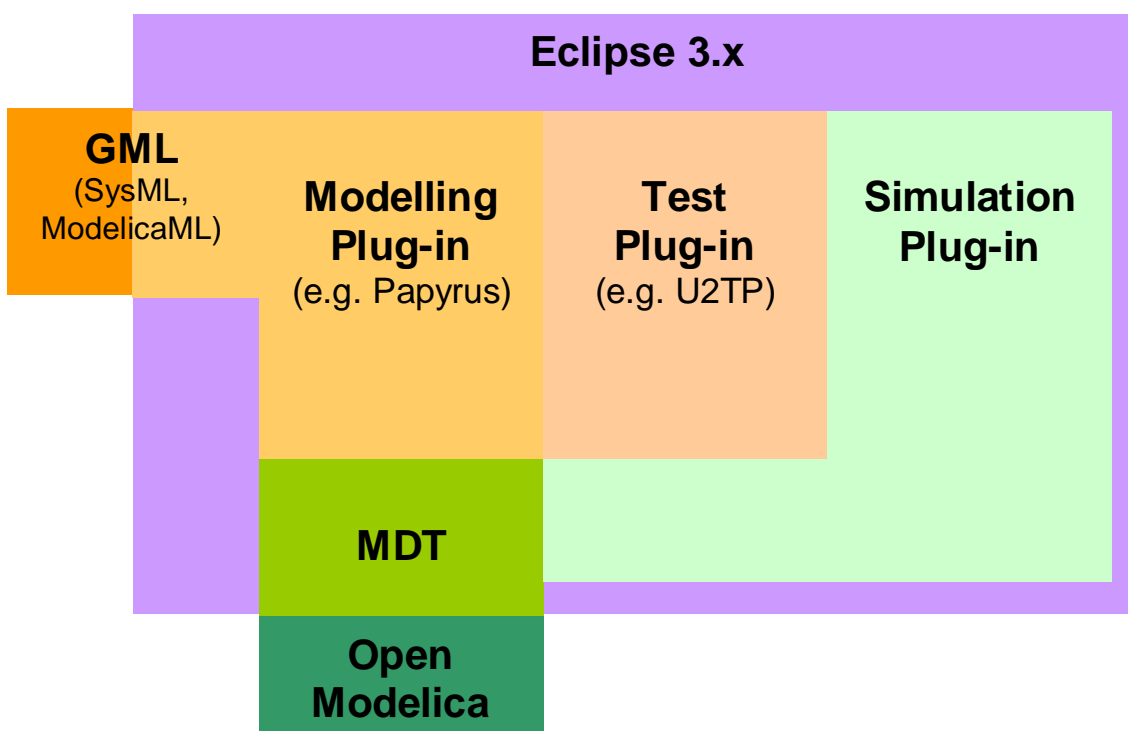 Eclipse 3.x
GML
(SysML,
ModelicaML)
Modelling
Plug-in
(e.g. Papyrus)
Test
Plug-in
(e.g. U2TP)
Simulation
Plug-in
MDT
Open
Modelica